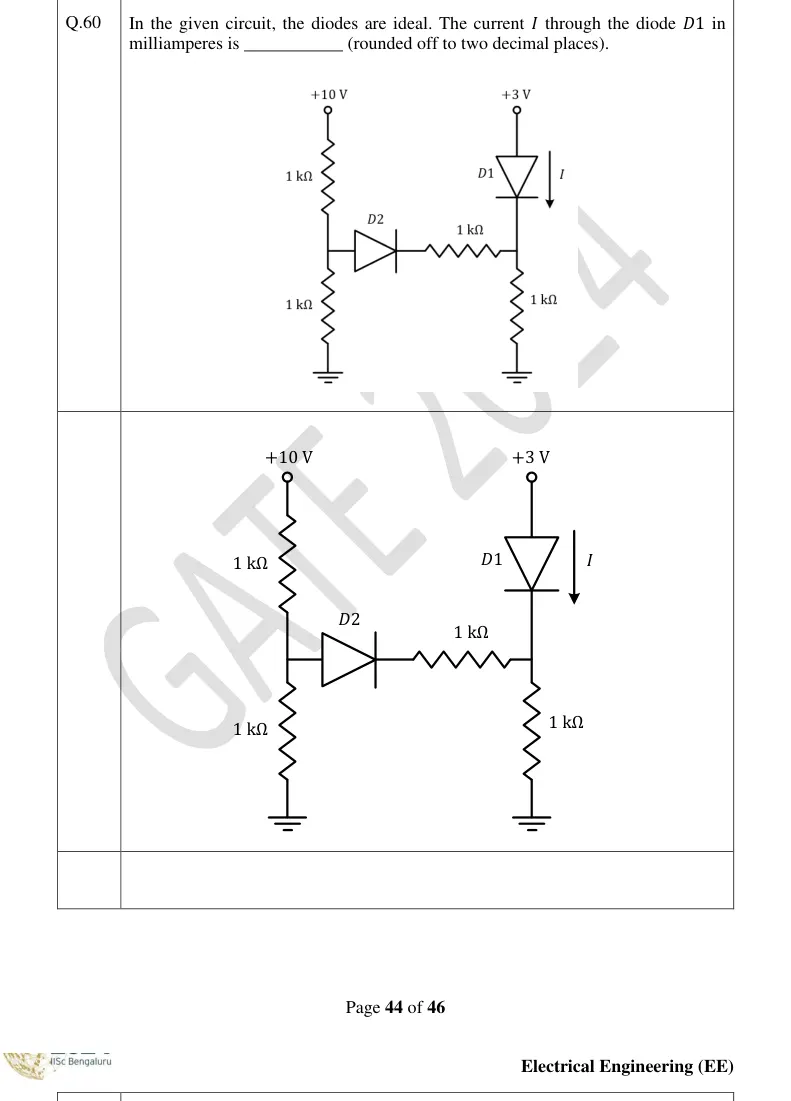 Q.60
In the given circuit, the diodes are ideal. The current I through the diode D1 in
milliamperes is ___________ (rounded off to two decimal places).
+10 V
+3 V
1 kΩ
D1
I
D2
1 kΩ
1 kΩ
1 kΩ
+10 V
+3 V
1 kΩ
D1
I
D2
1 kΩ
1 kΩ
1 kΩ
GATE 2024
Page 44 of 46
IISc Bengaluru
Electrical Engineering (EE)